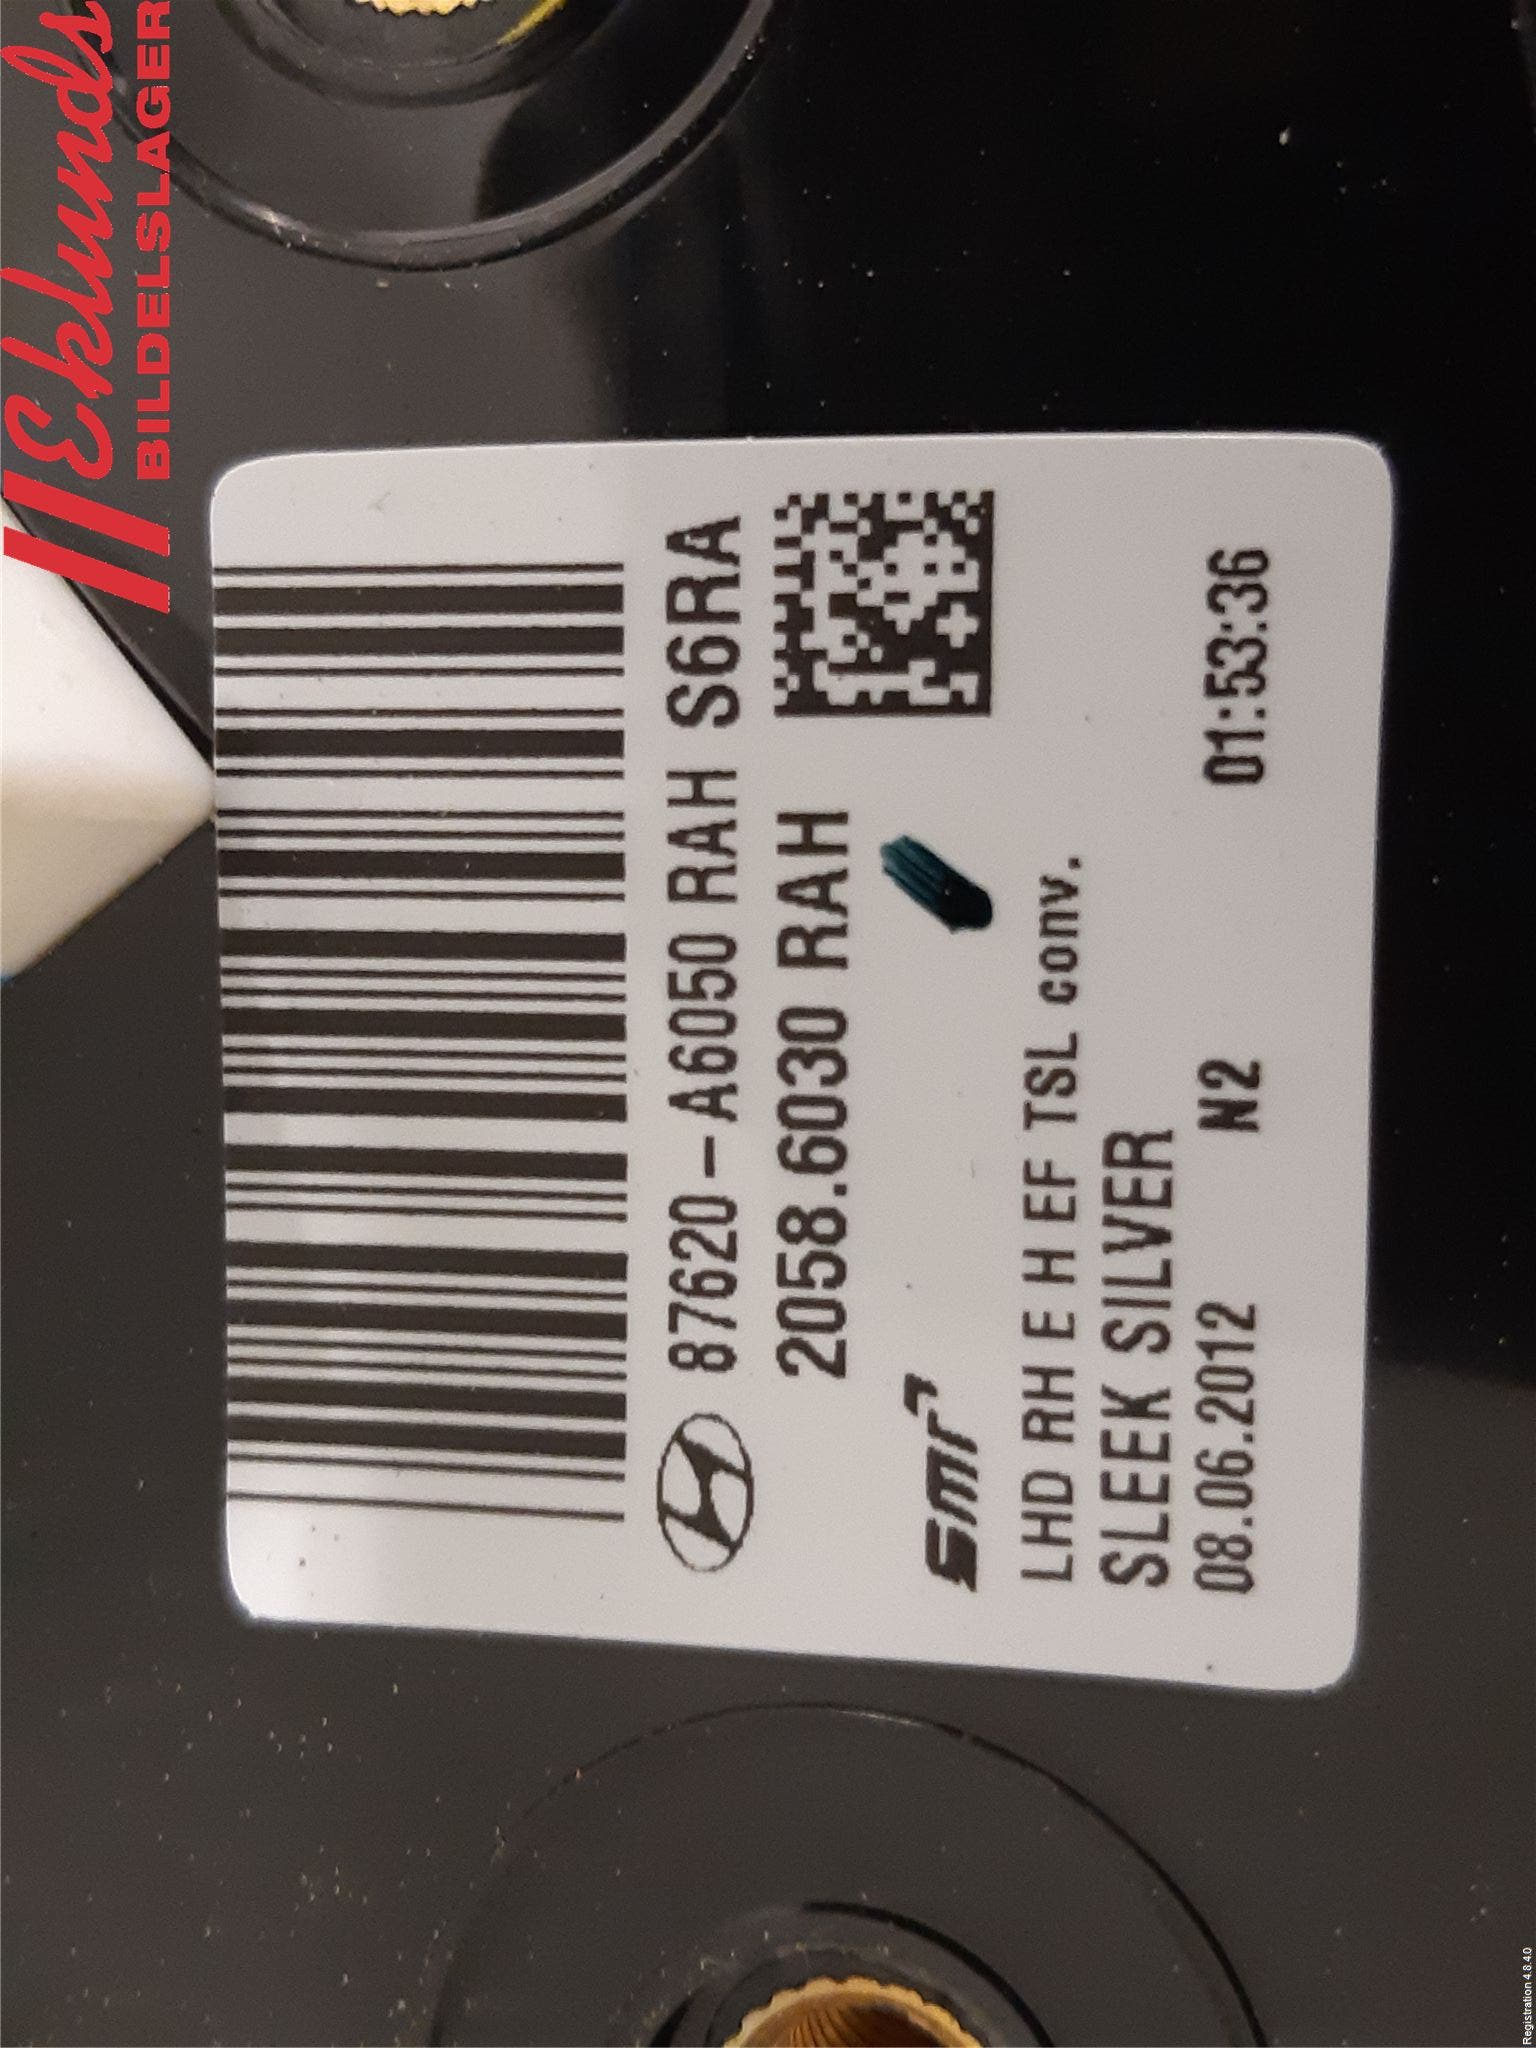 Eklunds
BILDELSLAGER
87620-A6050 RAH S6RA
2058.6030 RAH
smr
LHD RH E H EF TSL conv.
SLEEK SILVER
08.06.2012 N2 01:53:36
Registration 4.8.4.0